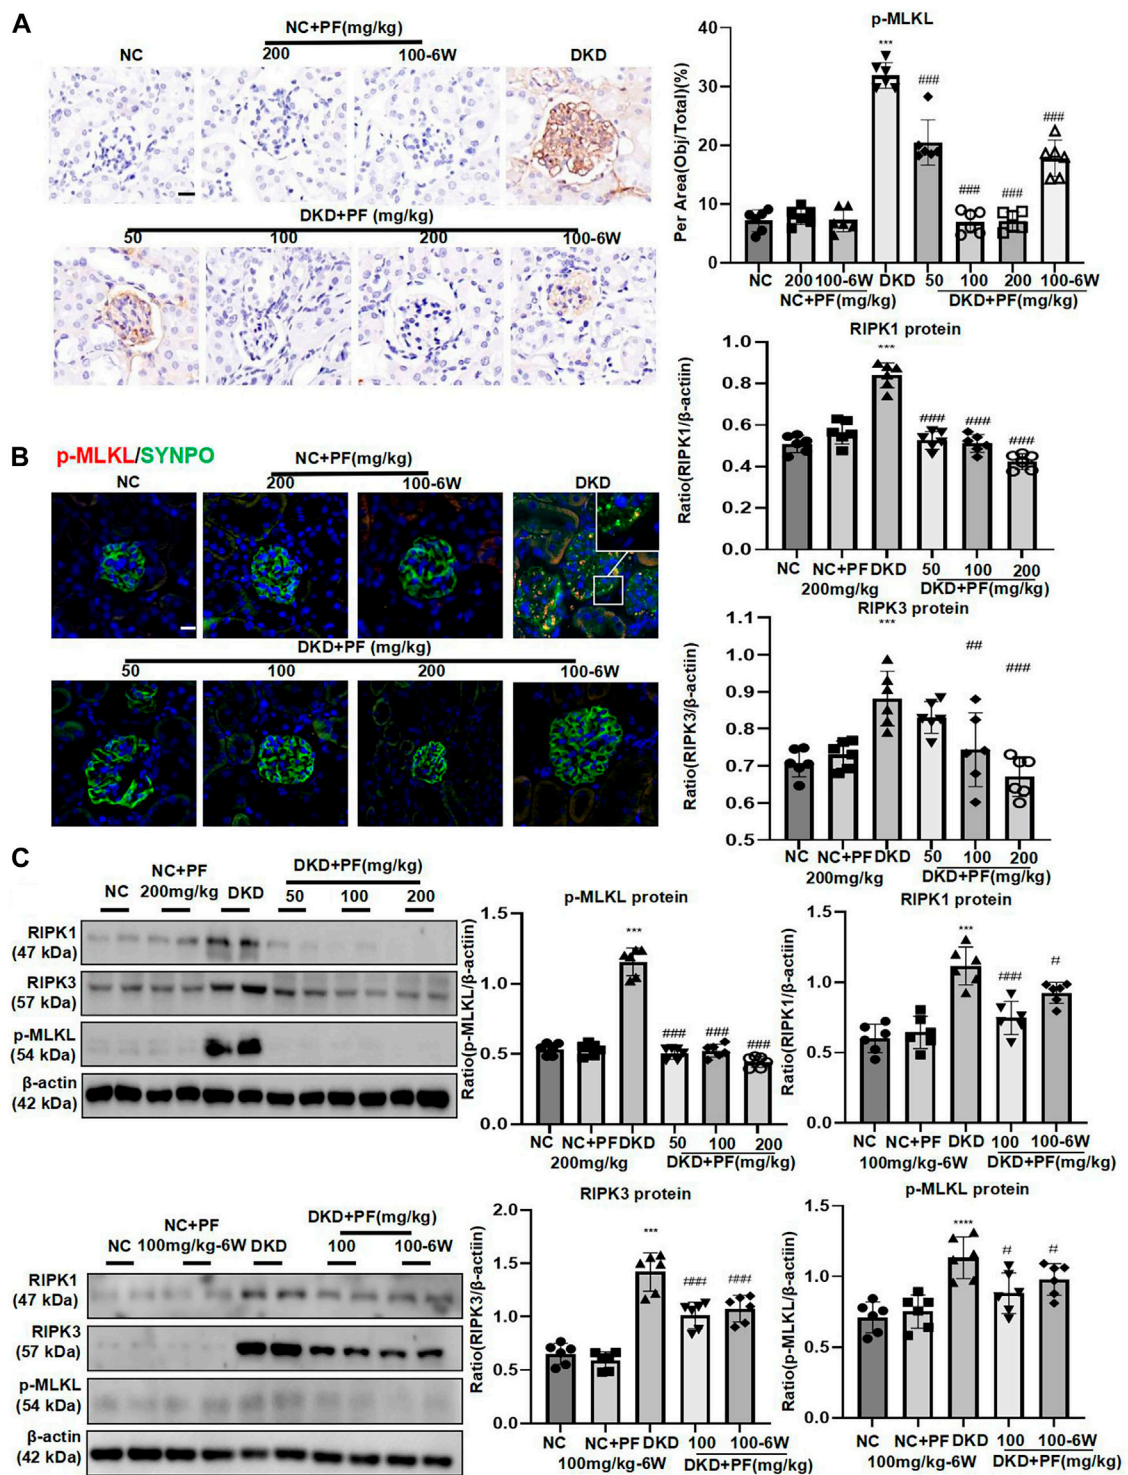 A
NC+PF(mg/kg)
NC 200 100-6W DKD
DKD+PF (mg/kg)
50 100 200 100-6W
p-MLKL
Per Area(Obj/Total)(%)
40
30
20
10
0
***
###
###
###
###
NC 200 100-6W DKD 50 100 200 100-6W
NC+PF(mg/kg) DKD+PF(mg/kg)
RIPK1 protein
Ratio(RIPK1/β-actiin)
1.0
0.8
0.6
0.4
0.2
0.0
***
####
####
####
NC NC+PF DKD 50 100 200
200mg/kg DKD+PF(mg/kg)
B
p-MLKL/SYNPO
NC+PF(mg/kg)
NC 200 100-6W DKD
DKD+PF(mg/kg)
50 100 200 100-6W
RIPK3 protein
Ratio(RIPK3/β-actiin)
1.1
1.0
0.9
0.8
0.7
0.6
0.5
***
##
###
NC NC+PF DKD 50 100 200
200mg/kg DKD+PF(mg/kg)
C
NC+PF DKD+PF(mg/kg)
NC 200mg/kg DKD 50 100 200
RIPK1
(47 kDa)
RIPK3
(57 kDa)
p-MLKL
(54 kDa)
β-actin
(42 kDa)
p-MLKL protein
Ratio(p-MLKL/β-actiin)
1.5
1.0
0.5
0.0
***
###
###
###
NC NC+PF DKD 50 100 200
200mg/kg DKD+PF(mg/kg)
RIPK1 protein
Ratio(RIPK1/β-actiin)
1.5
1.0
0.5
0.0
***
####
#
NC NC+PF DKD 100 100-6W
100mg/kg-6W DKD+PF(mg/kg)
NC+PF DKD+PF(mg/kg)
NC 100mg/kg-6W DKD 100 100-6W
RIPK1
(47 kDa)
RIPK3
(57 kDa)
p-MLKL
(54 kDa)
β-actin
(42 kDa)
RIPK3 protein
Ratio(RIPK3/β-actiin)
2.0
1.5
1.0
0.5
0.0
***
####
####
NC NC+PF DKD 100 100-6W
100mg/kg-6W DKD+PF(mg/kg)
p-MLKL protein
Ratio(p-MLKL/β-actiin)
1.5
1.0
0.5
0.0
****
#
#
NC NC+PF DKD 100 100-6W
100mg/kg-6W DKD+PF(mg/kg)